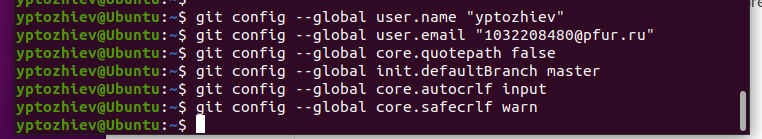 yptozhiev@Ubuntu:~$
yptozhiev@Ubuntu:~$ git config --global user.name "yptozhiev"
yptozhiev@Ubuntu:~$ git config --global user.email "1032208480@pfur.ru"
yptozhiev@Ubuntu:~$ git config --global core.quotepath false
yptozhiev@Ubuntu:~$ git config --global init.defaultBranch master
yptozhiev@Ubuntu:~$ git config --global core.autocrlf input
yptozhiev@Ubuntu:~$ git config --global core.safecrlf warn
yptozhiev@Ubuntu:~$